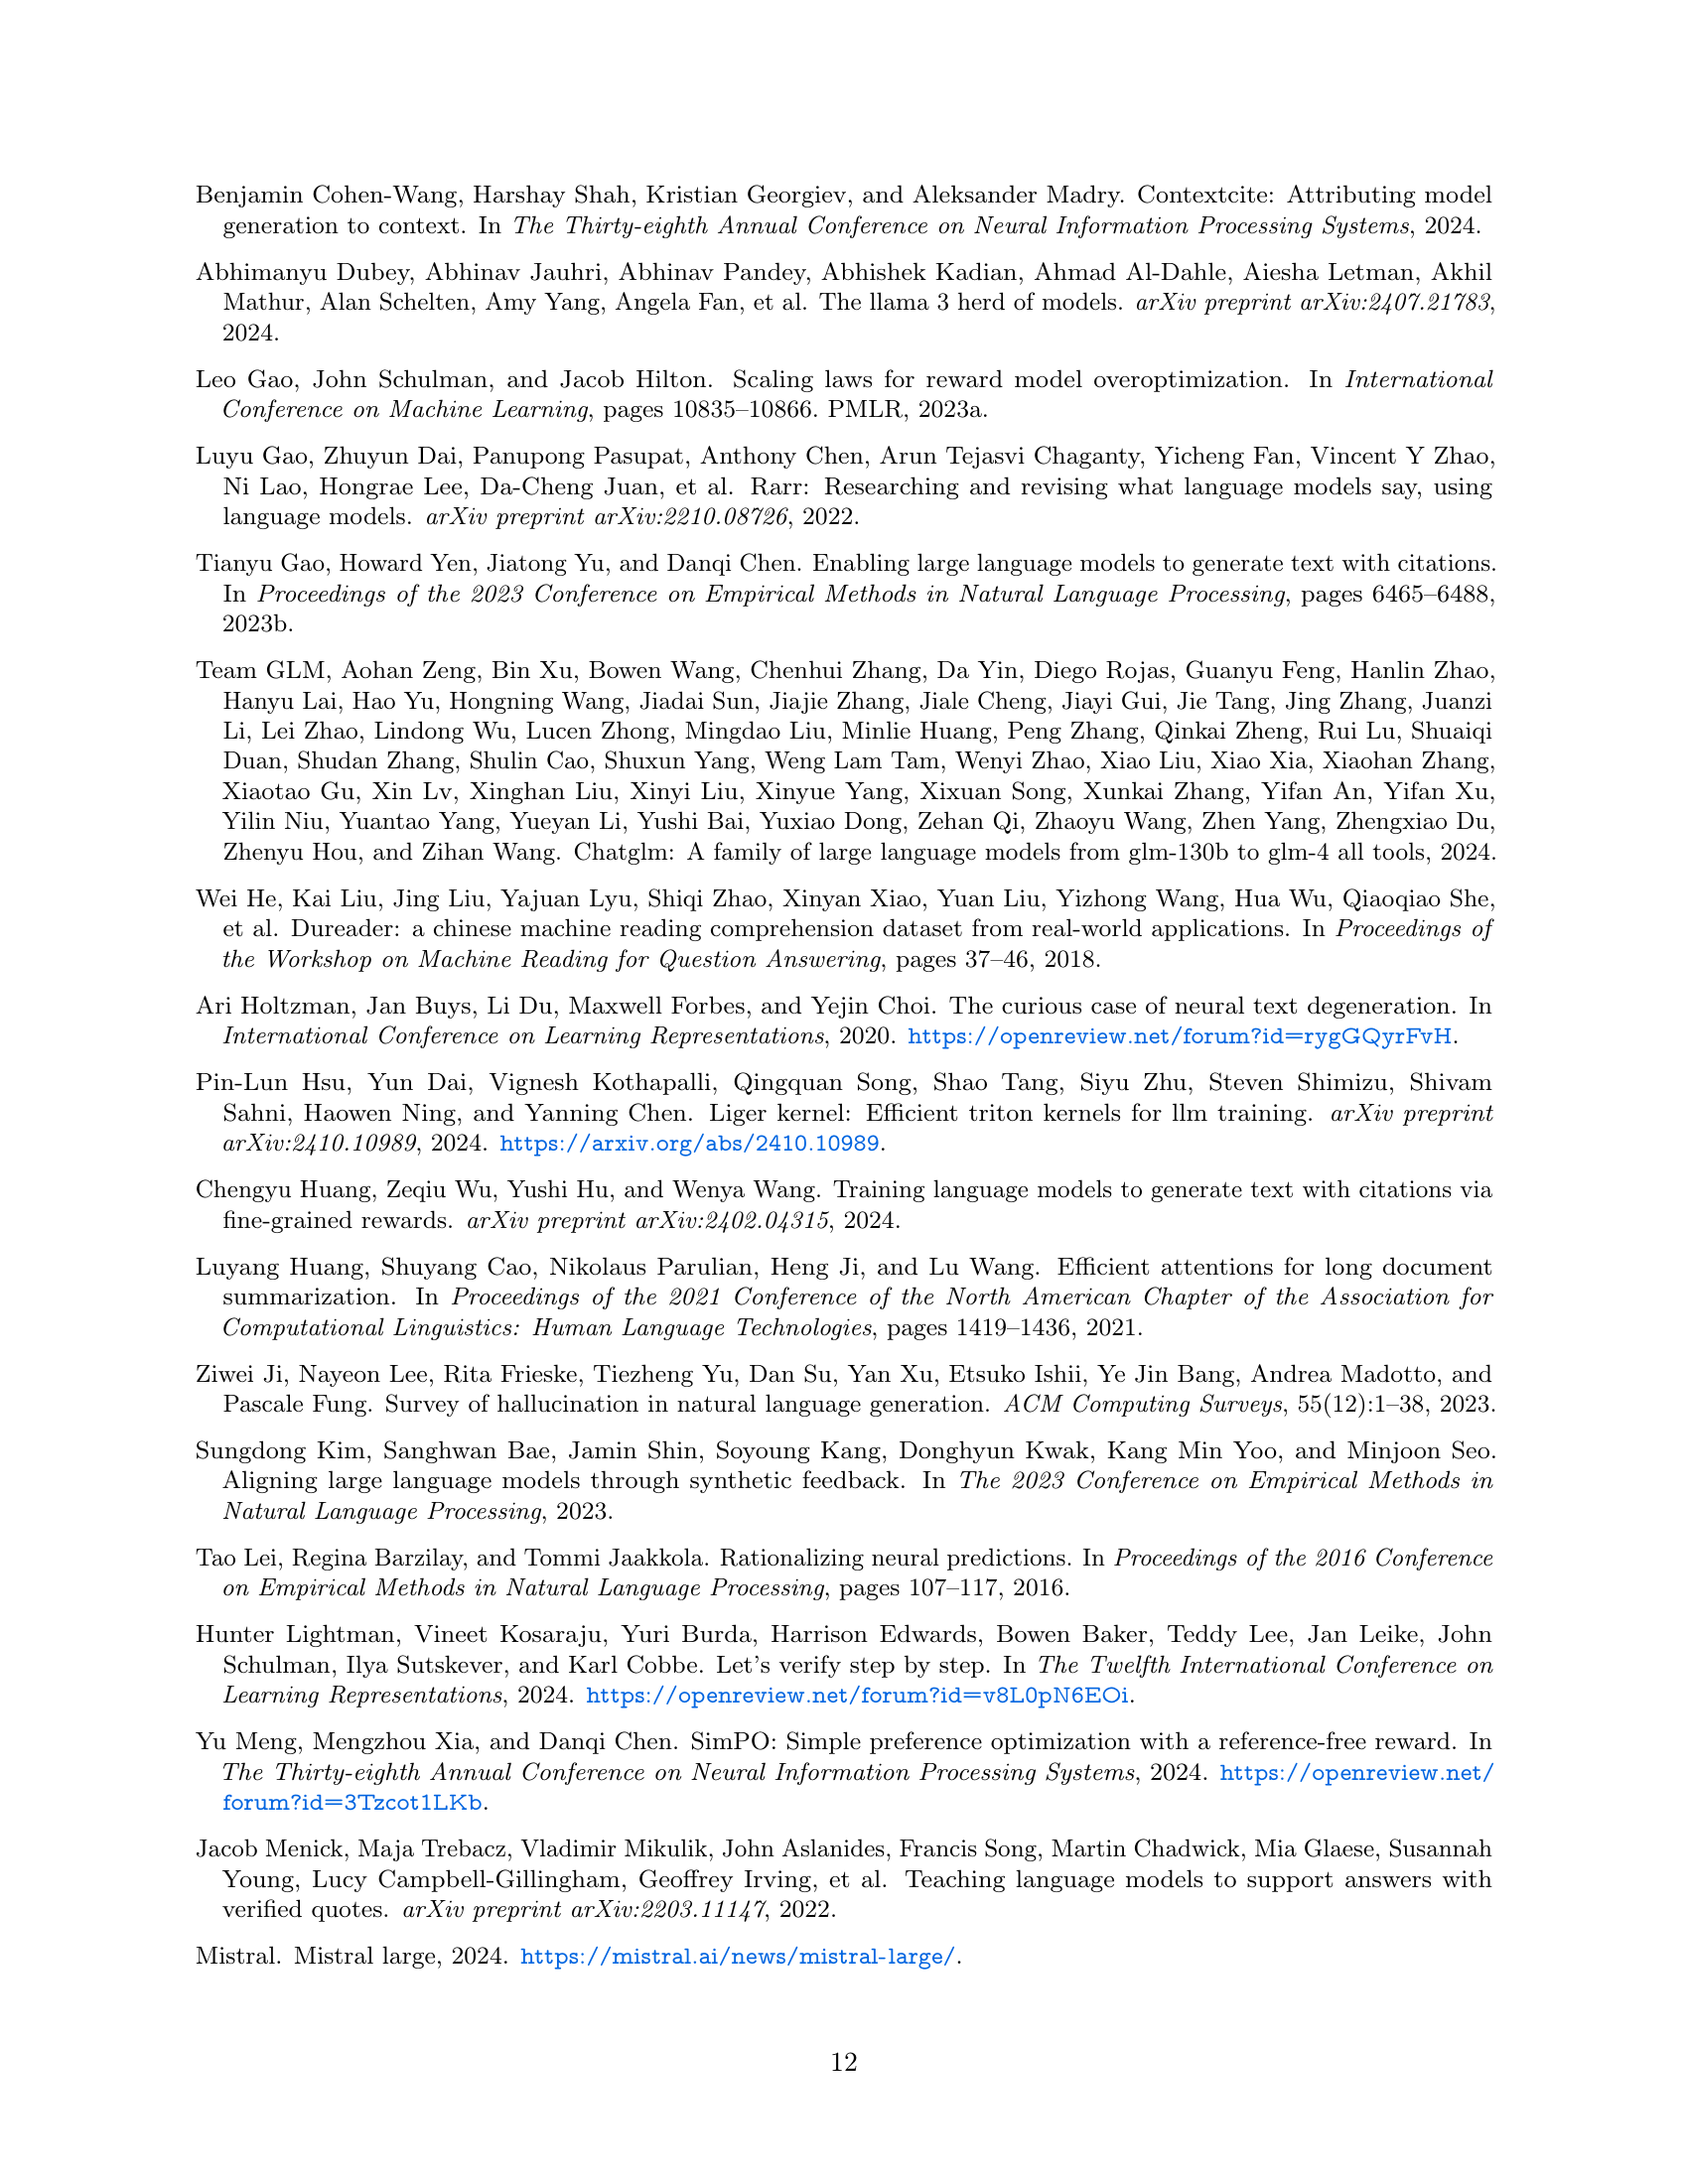 Benjamin Cohen-Wang, Harshay Shah, Kristian Georgiev, and Aleksander Madry. Contextcite: Attributing model
generation to context. In The Thirty-eighth Annual Conference on Neural Information Processing Systems, 2024.
Abhimanyu Dubey, Abhinav Jauhri, Abhinav Pandey, Abhishek Kadian, Ahmad Al-Dahle, Aiesha Letman, Akhil
Mathur, Alan Schelten, Amy Yang, Angela Fan, et al. The llama 3 herd of models. arXiv preprint arXiv:2407.21783,
2024.
Leo Gao, John Schulman, and Jacob Hilton. Scaling laws for reward model overoptimization. In International
Conference on Machine Learning, pages 10835–10866. PMLR, 2023a.
Luyu Gao, Zhuyun Dai, Panupong Pasupat, Anthony Chen, Arun Tejasvi Chaganty, Yicheng Fan, Vincent Y Zhao,
Ni Lao, Hongrae Lee, Da-Cheng Juan, et al. Rarr: Researching and revising what language models say, using
language models. arXiv preprint arXiv:2210.08726, 2022.
Tianyu Gao, Howard Yen, Jiatong Yu, and Danqi Chen. Enabling large language models to generate text with citations.
In Proceedings of the 2023 Conference on Empirical Methods in Natural Language Processing, pages 6465–6488,
2023b.
Team GLM, Aohan Zeng, Bin Xu, Bowen Wang, Chenhui Zhang, Da Yin, Diego Rojas, Guanyu Feng, Hanlin Zhao,
Hanyu Lai, Hao Yu, Hongning Wang, Jiadai Sun, Jiajie Zhang, Jiale Cheng, Jiayi Gui, Jie Tang, Jing Zhang, Juanzi
Li, Lei Zhao, Lindong Wu, Lucen Zhong, Mingdao Liu, Minlie Huang, Peng Zhang, Qinkai Zheng, Rui Lu, Shuaiqi
Duan, Shudan Zhang, Shulin Cao, Shuxun Yang, Weng Lam Tam, Wenyi Zhao, Xiao Liu, Xiao Xia, Xiaohan Zhang,
Xiaotao Gu, Xin Lv, Xinghan Liu, Xinyi Liu, Xinyue Yang, Xixuan Song, Xunkai Zhang, Yifan An, Yifan Xu,
Yilin Niu, Yuantao Yang, Yueyan Li, Yushi Bai, Yuxiao Dong, Zehan Qi, Zhaoyu Wang, Zhen Yang, Zhengxiao Du,
Zhenyu Hou, and Zihan Wang. Chatglm: A family of large language models from glm-130b to glm-4 all tools, 2024.
Wei He, Kai Liu, Jing Liu, Yajuan Lyu, Shiqi Zhao, Xinyan Xiao, Yuan Liu, Yizhong Wang, Hua Wu, Qiaoqiao She,
et al. Dureader: a chinese machine reading comprehension dataset from real-world applications. In Proceedings of
the Workshop on Machine Reading for Question Answering, pages 37–46, 2018.
Ari Holtzman, Jan Buys, Li Du, Maxwell Forbes, and Yejin Choi. The curious case of neural text degeneration. In
International Conference on Learning Representations, 2020. https://openreview.net/forum?id=rygGQyrFvH.
Pin-Lun Hsu, Yun Dai, Vignesh Kothapalli, Qingquan Song, Shao Tang, Siyu Zhu, Steven Shimizu, Shivam
Sahni, Haowen Ning, and Yanning Chen. Liger kernel: Efficient triton kernels for llm training. arXiv preprint
arXiv:2410.10989, 2024. https://arxiv.org/abs/2410.10989.
Chengyu Huang, Zeqiu Wu, Yushi Hu, and Wenya Wang. Training language models to generate text with citations via
fine-grained rewards. arXiv preprint arXiv:2402.04315, 2024.
Luyang Huang, Shuyang Cao, Nikolaus Parulian, Heng Ji, and Lu Wang. Efficient attentions for long document
summarization. In Proceedings of the 2021 Conference of the North American Chapter of the Association for
Computational Linguistics: Human Language Technologies, pages 1419–1436, 2021.
Ziwei Ji, Nayeon Lee, Rita Frieske, Tiezheng Yu, Dan Su, Yan Xu, Etsuko Ishii, Ye Jin Bang, Andrea Madotto, and
Pascale Fung. Survey of hallucination in natural language generation. ACM Computing Surveys, 55(12):1–38, 2023.
Sungdong Kim, Sanghwan Bae, Jamin Shin, Soyoung Kang, Donghyun Kwak, Kang Min Yoo, and Minjoon Seo.
Aligning large language models through synthetic feedback. In The 2023 Conference on Empirical Methods in
Natural Language Processing, 2023.
Tao Lei, Regina Barzilay, and Tommi Jaakkola. Rationalizing neural predictions. In Proceedings of the 2016 Conference
on Empirical Methods in Natural Language Processing, pages 107–117, 2016.
Hunter Lightman, Vineet Kosaraju, Yuri Burda, Harrison Edwards, Bowen Baker, Teddy Lee, Jan Leike, John
Schulman, Ilya Sutskever, and Karl Cobbe. Let's verify step by step. In The Twelfth International Conference on
Learning Representations, 2024. https://openreview.net/forum?id=v8L0pN6EOi.
Yu Meng, Mengzhou Xia, and Danqi Chen. SimPO: Simple preference optimization with a reference-free reward. In
The Thirty-eighth Annual Conference on Neural Information Processing Systems, 2024. https://openreview.net/
forum?id=3Tzcot1LKb.
Jacob Menick, Maja Trebacz, Vladimir Mikulik, John Aslanides, Francis Song, Martin Chadwick, Mia Glaese, Susannah
Young, Lucy Campbell-Gillingham, Geoffrey Irving, et al. Teaching language models to support answers with
verified quotes. arXiv preprint arXiv:2203.11147, 2022.
Mistral. Mistral large, 2024. https://mistral.ai/news/mistral-large/.
12